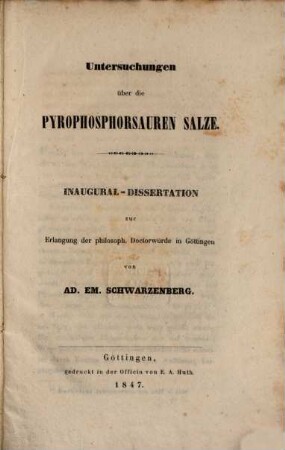 Untersuchungen
über die
PYROPHOSPHORSAUREN SALZE.
INAUGURAL-DISSERTATION
zur
Erlangung der philosoph. Doctorwürde in Göttingen
von
AD. EM. SCHWARZENBERG.
Göttingen,
gedruckt in der Officin von E. A. Huth.
1847.